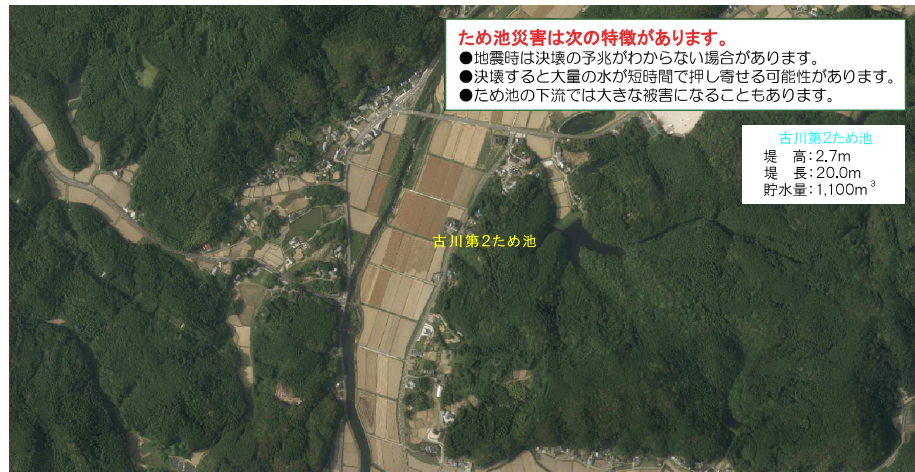 ため池災害は次の特徴があります。
●地震時は決壊の予兆がわからない場合があります。
●決壊すると大量の水が短時間で押し寄せる可能性があります。
●ため池の下流では大きな被害になることもあります。
古川第2ため池
堤　高：2.7m
堤　長：20.0m
貯水量：1,100m³
古川第2ため池